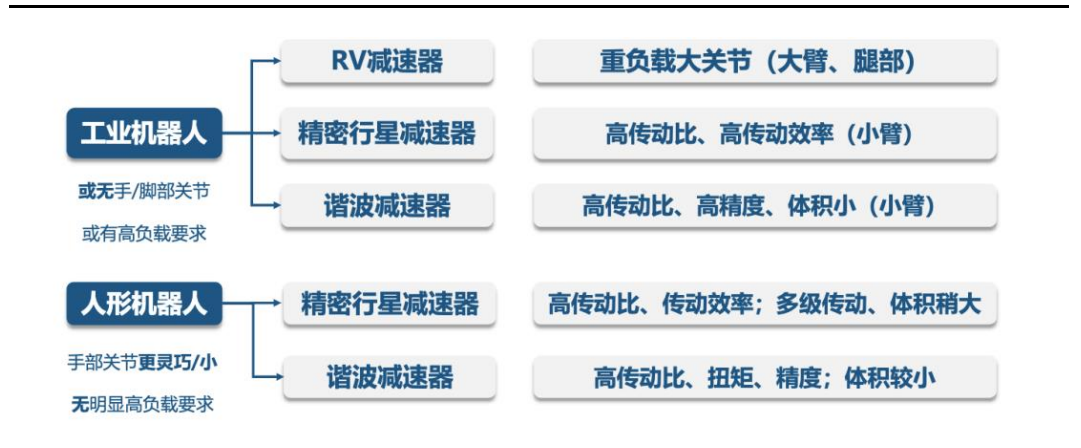 RV减速器
重负载大关节（大臂、腿部）
工业机器人
精密行星减速器
高传动比、高传动效率（小臂）
或无手/脚部关节
或有高负载要求
谐波减速器
高传动比、高精度、体积小（小臂）
人形机器人
精密行星减速器
高传动比、传动效率；多级传动、体积稍大
手部关节更灵巧/小
无明显高负载要求
谐波减速器
高传动比、扭矩、精度；体积较小